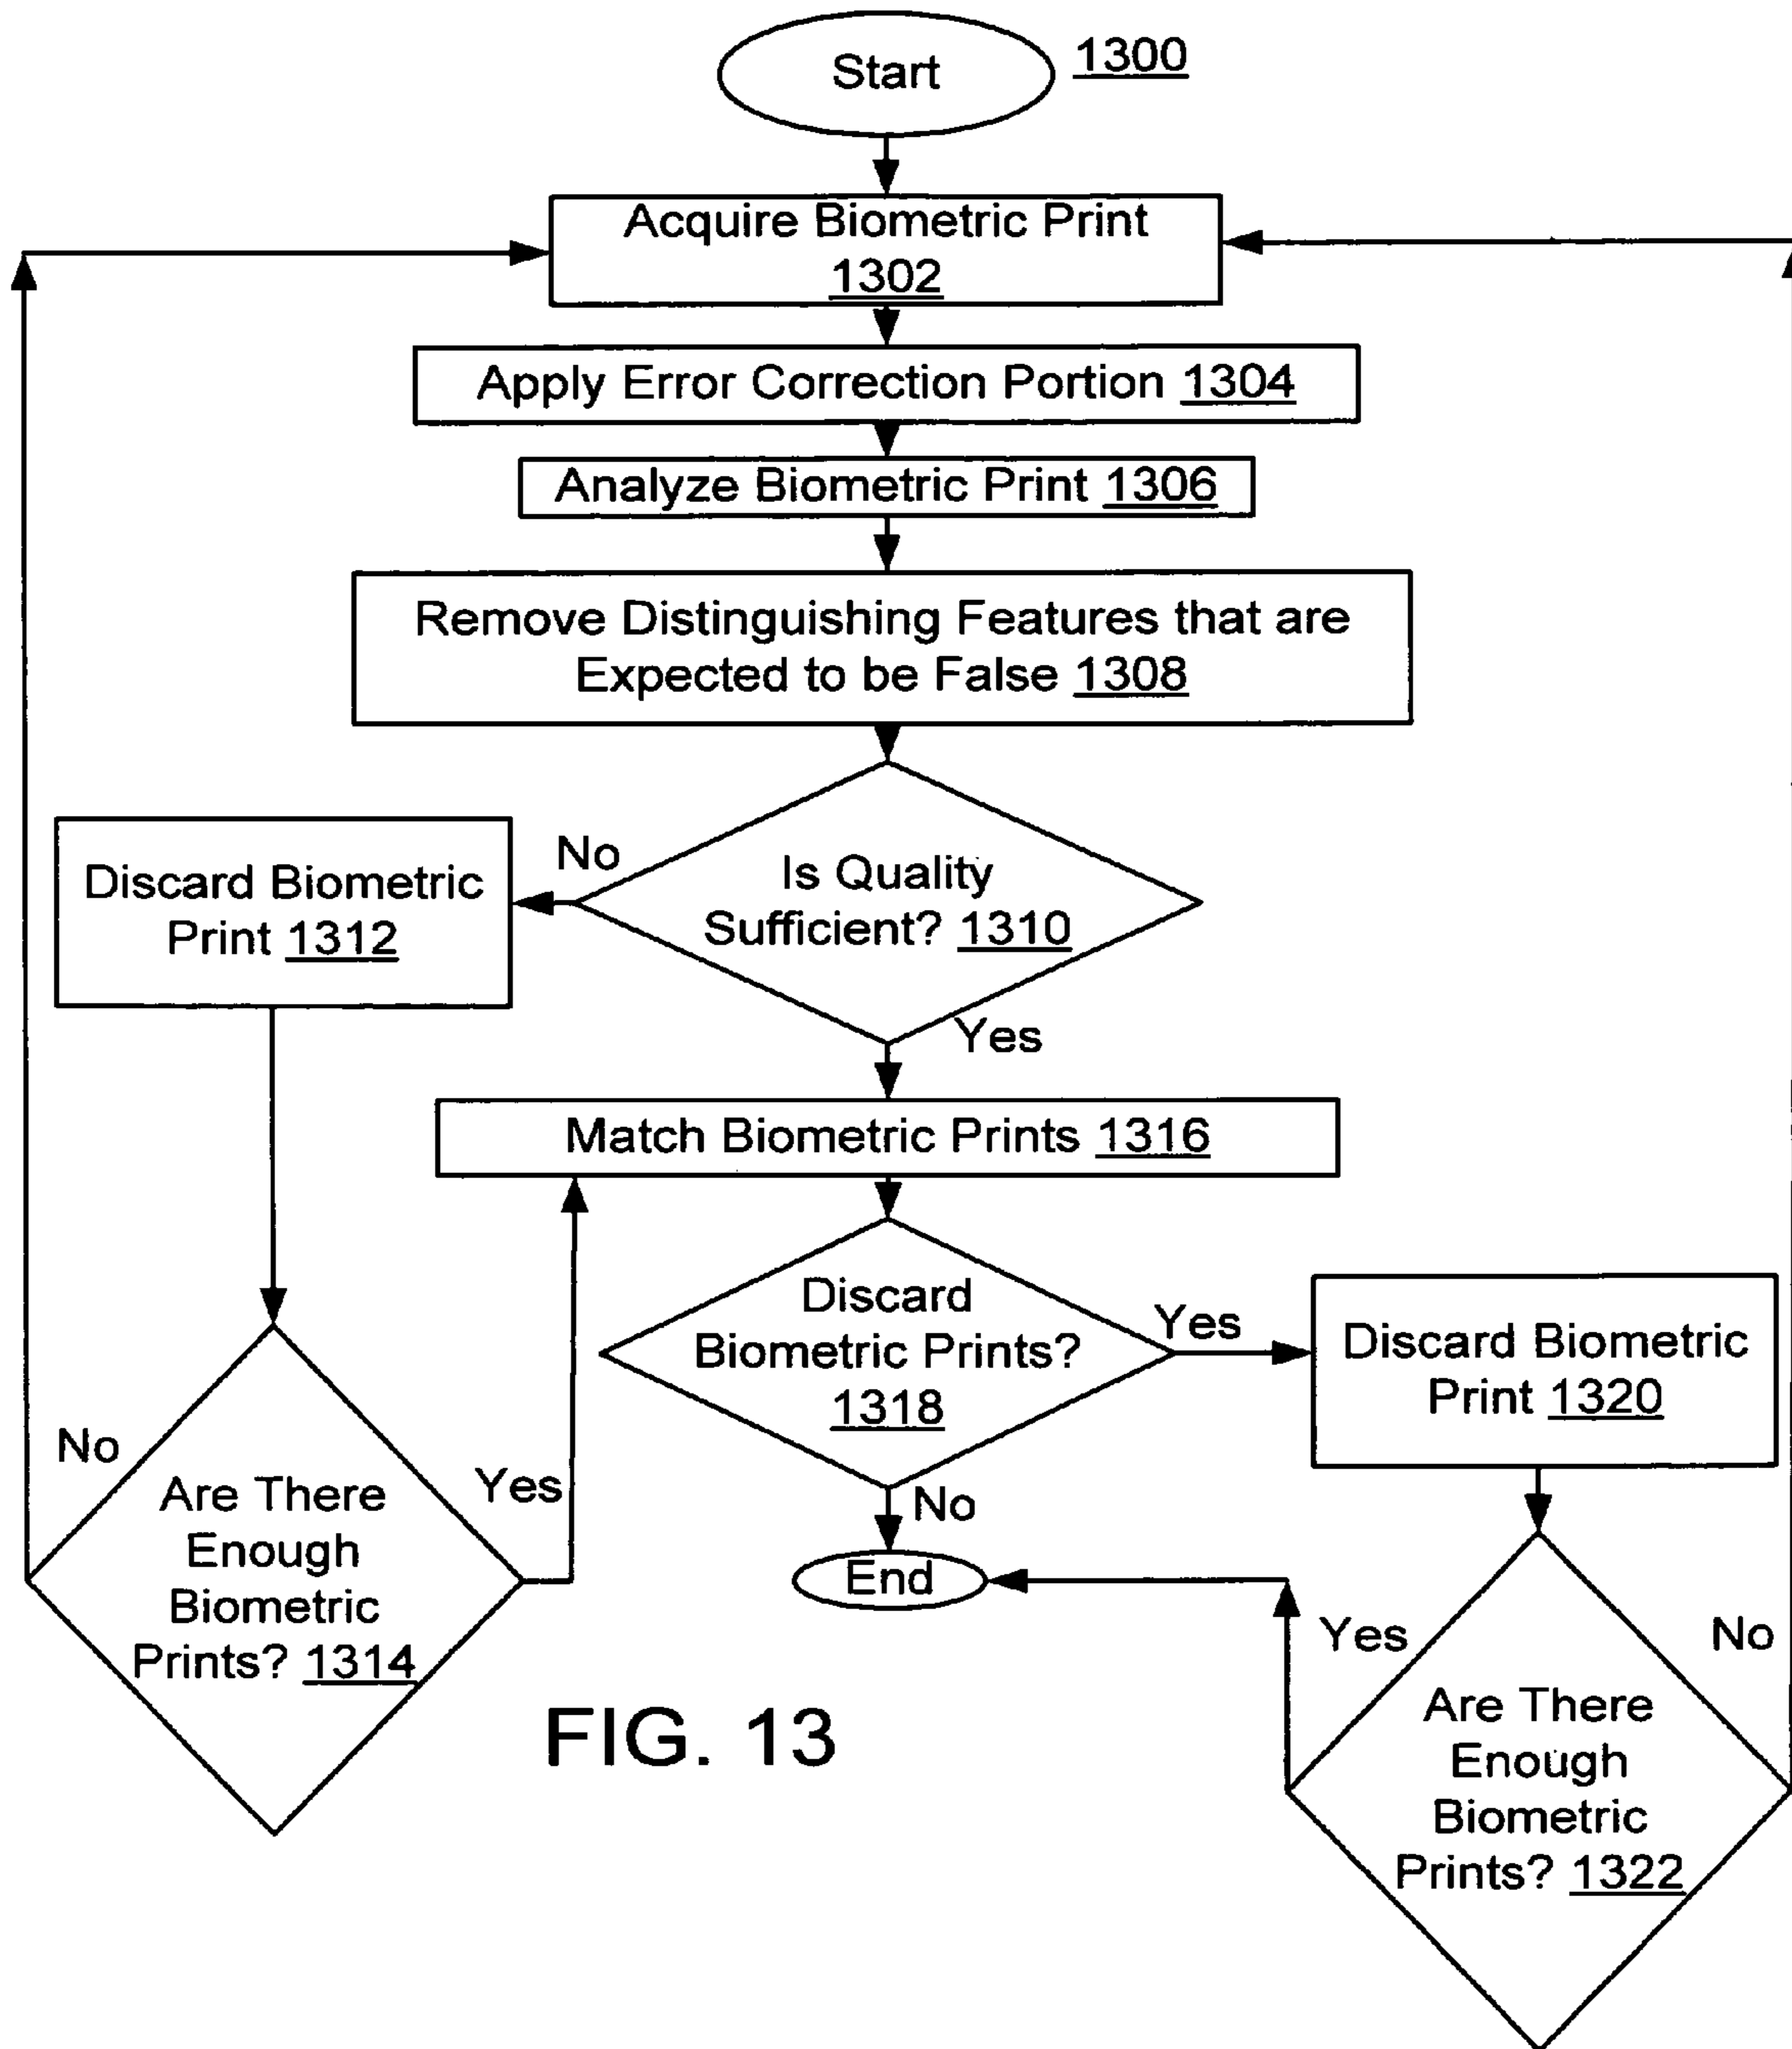 Start
1300
Acquire Biometric Print
1302
Apply Error Correction Portion 1304
Analyze Biometric Print 1306
Remove Distinguishing Features that are
Expected to be False 1308
No
Is Quality
Sufficient? 1310
Discard Biometric
Print 1312
Yes
Match Biometric Prints 1316
Discard
Biometric Prints?
1318
Yes
Discard Biometric
Print 1320
No
Are There
Enough
Biometric
Prints? 1314
Yes
No
End
Yes
No
Are There
Enough
Biometric
Prints? 1322
FIG. 13